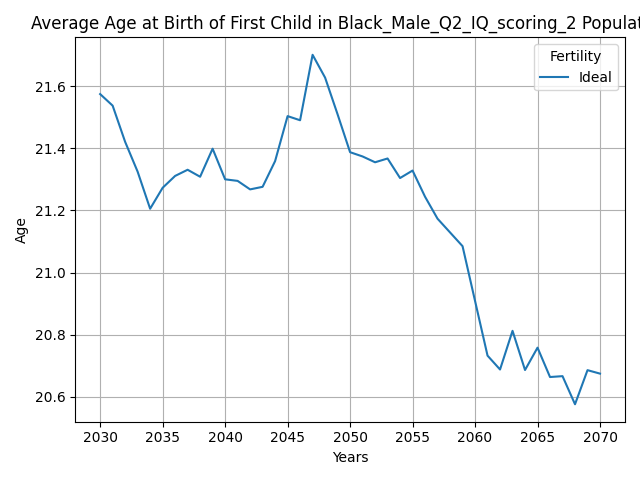 Average Age at Birth of First Child in Black_Male_Q2_IQ_scoring_2 Populat
Fertility
Ideal
21.6
21.4
21.2
21.0
20.8
20.6
Age
2030 2035 2040 2045 2050 2055 2060 2065 2070
Years